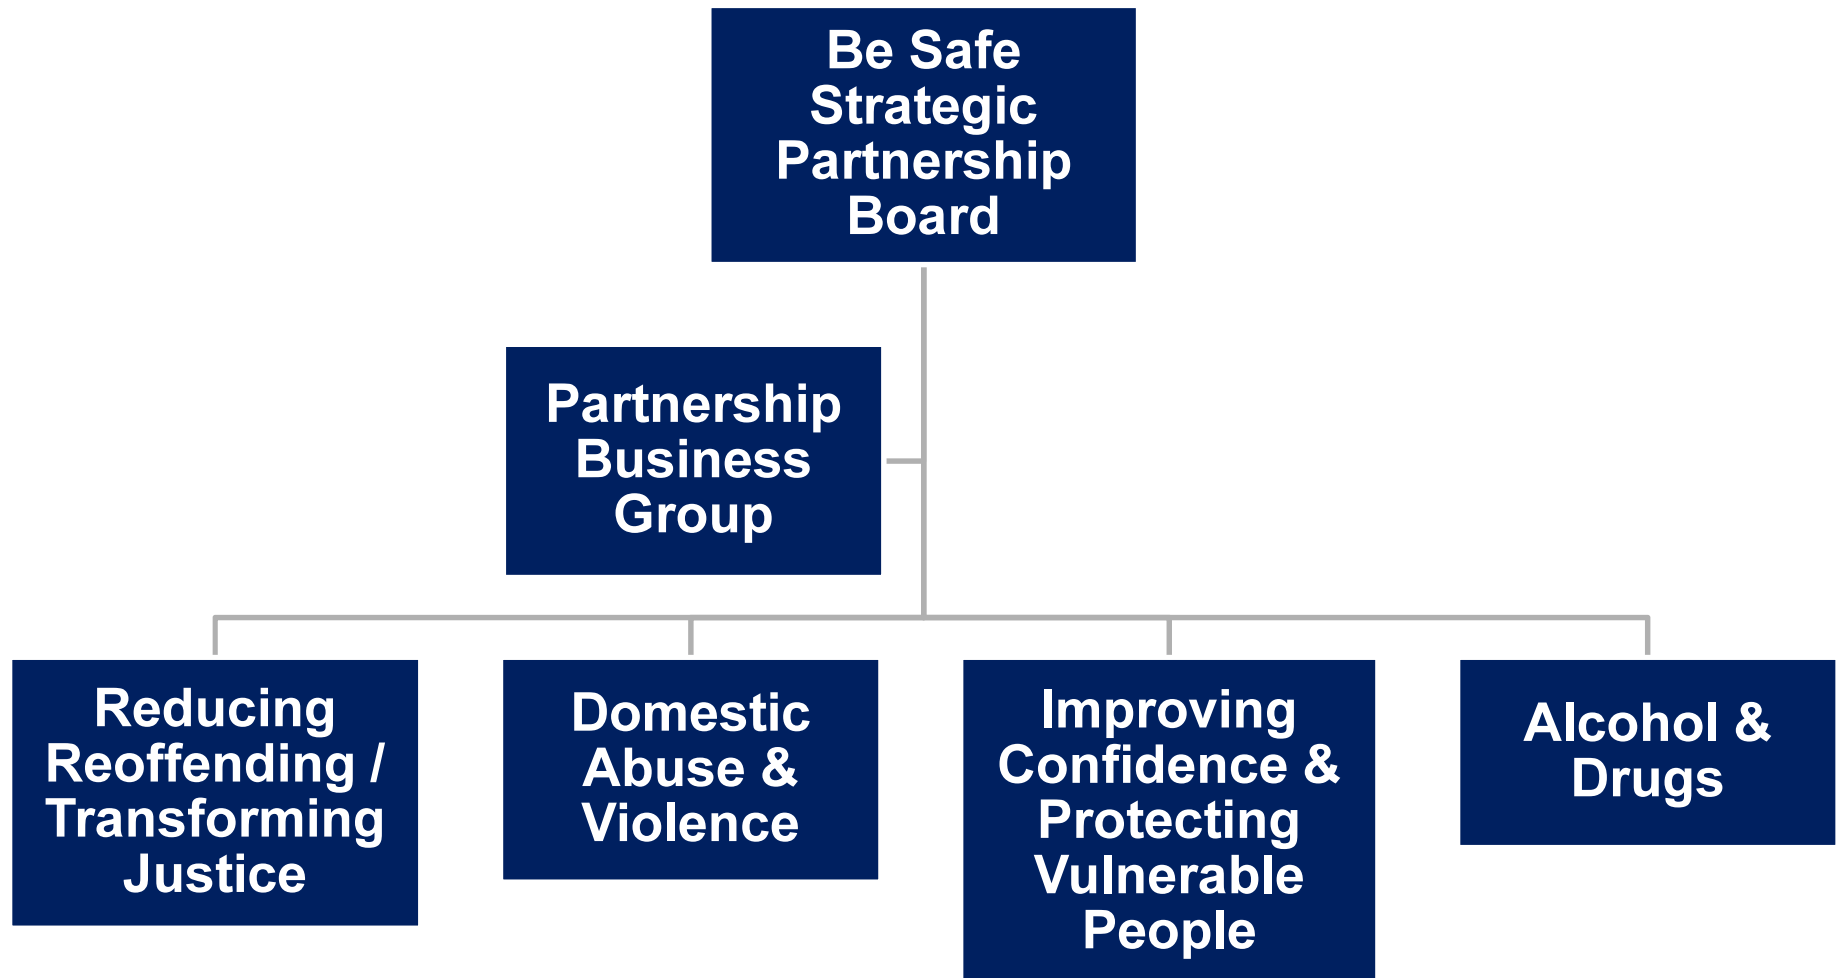 Be Safe
Strategic
Partnership
Board
Partnership
Business
Group
Reducing
Reoffending /
Transforming
Justice
Domestic
Abuse &
Violence
Improving
Confidence &
Protecting
Vulnerable
People
Alcohol &
Drugs